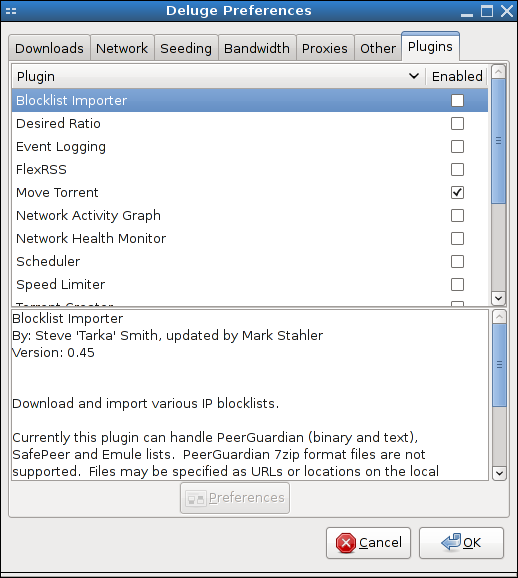 Deluge Preferences
Downloads Network Seeding Bandwidth Proxies Other Plugins
Plugin Enabled
Blocklist Importer
Desired Ratio
Event Logging
FlexRSS
Move Torrent
Network Activity Graph
Network Health Monitor
Scheduler
Speed Limiter
Torrent Creator
Blocklist Importer
By: Steve 'Tarka' Smith, updated by Mark Stahler
Version: 0.45
Download and import various IP blocklists.
Currently this plugin can handle PeerGuardian (binary and text),
SafePeer and Emule lists.  PeerGuardian 7zip format files are not
supported.  Files may be specified as URLs or locations on the local
Preferences
Cancel OK